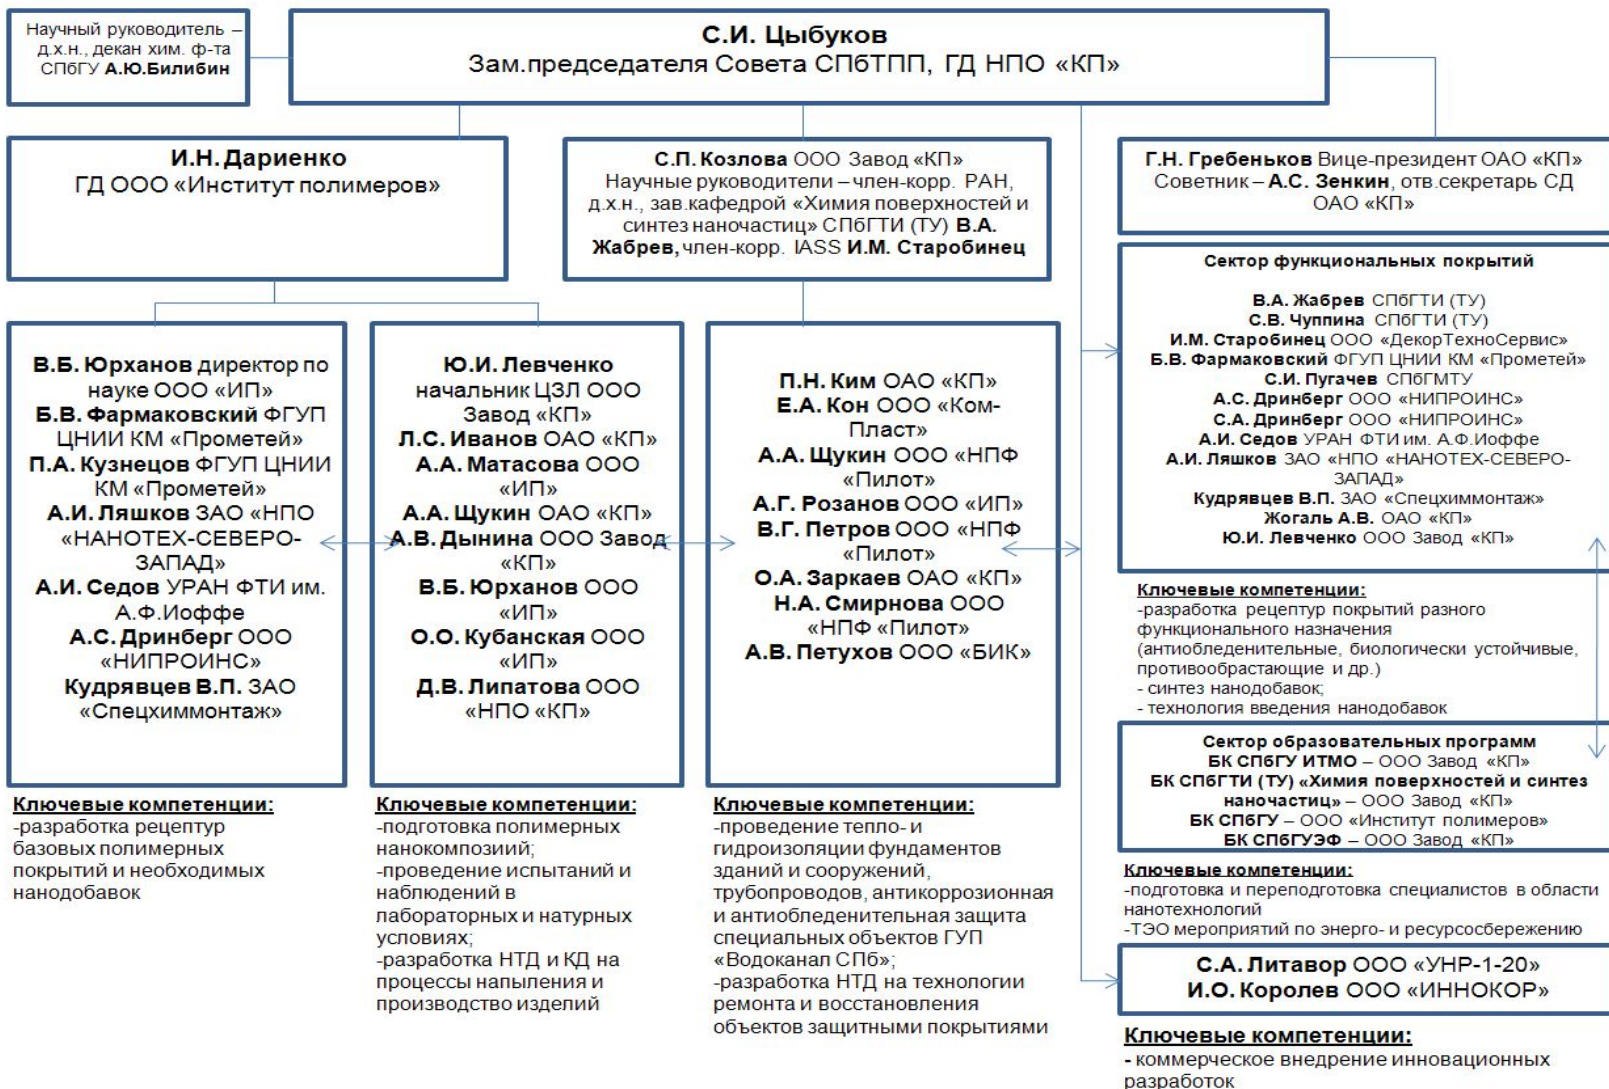 Научный руководитель –
д.х.н., декан хим. ф-та
СПбГУ А.Ю.Билибин
С.И. Цыбуков
Зам.председателя Совета СПбТПП, ГД НПО «КП»
И.Н. Дариенко
ГД ООО «Институт полимеров»
С.П. Козлова ООО Завод «КП»
Научные руководители – член-корр. РАН,
д.х.н., зав.кафедрой «Химия поверхностей и
синтез наночастиц» СПбГТИ (ТУ) В.А.
Жабрев, член-корр. IASS И.М. Старобинец
Г.Н. Гребеньков Вице-президент ОАО «КП»
Советник – А.С. Зенкин, отв.секретарь СД
ОАО «КП»
В.Б. Юрханов директор по
науке ООО «ИП»
Б.В. Фармаковский ФГУП
ЦНИИ КМ «Прометей»
П.А. Кузнецов ФГУП ЦНИИ
КМ «Прометей»
А.И. Ляшков ЗАО «НПО
«НАНОТЕХ-СЕВЕРО-
ЗАПАД»
А.И. Седов УРАН ФТИ им.
А.Ф.Иоффе
А.С. Дринберг ООО
«НИПРОИНС»
Кудрявцев В.П. ЗАО
«Спецхиммонтаж»
Ключевые компетенции:
-разработка рецептур
базовых полимерных
покрытий и необходимых
нанодобавок
Ю.И. Левченко
начальник ЦЗЛ ООО
Завод «КП»
Л.С. Иванов ОАО «КП»
А.А. Матасова ООО
«ИП»
А.А. Щукин ОАО «КП»
А.В. Дынина ООО Завод
«КП»
В.Б. Юрханов ООО
«ИП»
О.О. Кубанская ООО
«ИП»
Д.В. Липатова ООО
«НПО «КП»
Ключевые компетенции:
-подготовка полимерных
нанокомпозиий;
-проведение испытаний и
наблюдений в
лабораторных и натурных
условиях;
-разработка НТД и КД на
процессы напыления и
производство изделий
П.Н. Ким ОАО «КП»
Е.А. Кон ООО «Ком-
Пласт»
А.А. Щукин ООО «НПФ
«Пилот»
А.Г. Розанов ООО «ИП»
В.Г. Петров ООО «НПФ
«Пилот»
О.А. Заркаев ОАО «КП»
Н.А. Смирнова ООО
«НПФ «Пилот»
А.В. Петухов ООО «БИК»
Ключевые компетенции:
-проведение тепло- и
гидроизоляции фундаментов
зданий и сооружений,
трубопроводов, антикоррозионная
и антиобледенительная защита
специальных объектов ГУП
«Водоканал СПб»;
-разработка НТД на технологии
ремонта и восстановления
объектов защитными покрытиями
Сектор функциональных покрытий
В.А. Жабрев СПбГТИ (ТУ)
С.В. Чуппина СПбГТИ (ТУ)
И.М. Старобинец ООО «ДекорТехноСервис»
Б.В. Фармаковский ФГУП ЦНИИ КМ «Прометей»
С.И. Пугачев СПбГМТУ
А.С. Дринберг ООО «НИПРОИНС»
С.А. Дринберг ООО «НИПРОИНС»
А.И. Седов УРАН ФТИ им. А.Ф.Иоффе
А.И. Ляшков ЗАО «НПО «НАНОТЕХ-СЕВЕРО-
ЗАПАД»
Кудрявцев В.П. ЗАО «Спецхиммонтаж»
Жогаль А.В. ОАО «КП»
Ю.И. Левченко ООО Завод «КП»
Ключевые компетенции:
-разработка рецептур покрытий разного
функционального назначения
(антиобледенительные, биологически устойчивые,
противообрастающие и др.)
- синтез нанодобавок;
- технология введения нанодобавок
Сектор образовательных программ
БК СПбГУ ИТМО – ООО Завод «КП»
БК СПбГТИ (ТУ) «Химия поверхностей и синтез
наночастиц» – ООО Завод «КП»
БК СПбГУ – ООО «Институт полимеров»
БК СПбГУЭФ – ООО Завод «КП»
Ключевые компетенции:
-подготовка и переподготовка специалистов в области
нанотехнологий
-ТЭО мероприятий по энерго- и ресурсосбережению
С.А. Литавор ООО «УНР-1-20»
И.О. Королев ООО «ИННОКОР»
Ключевые компетенции:
- коммерческое внедрение инновационных
разработок